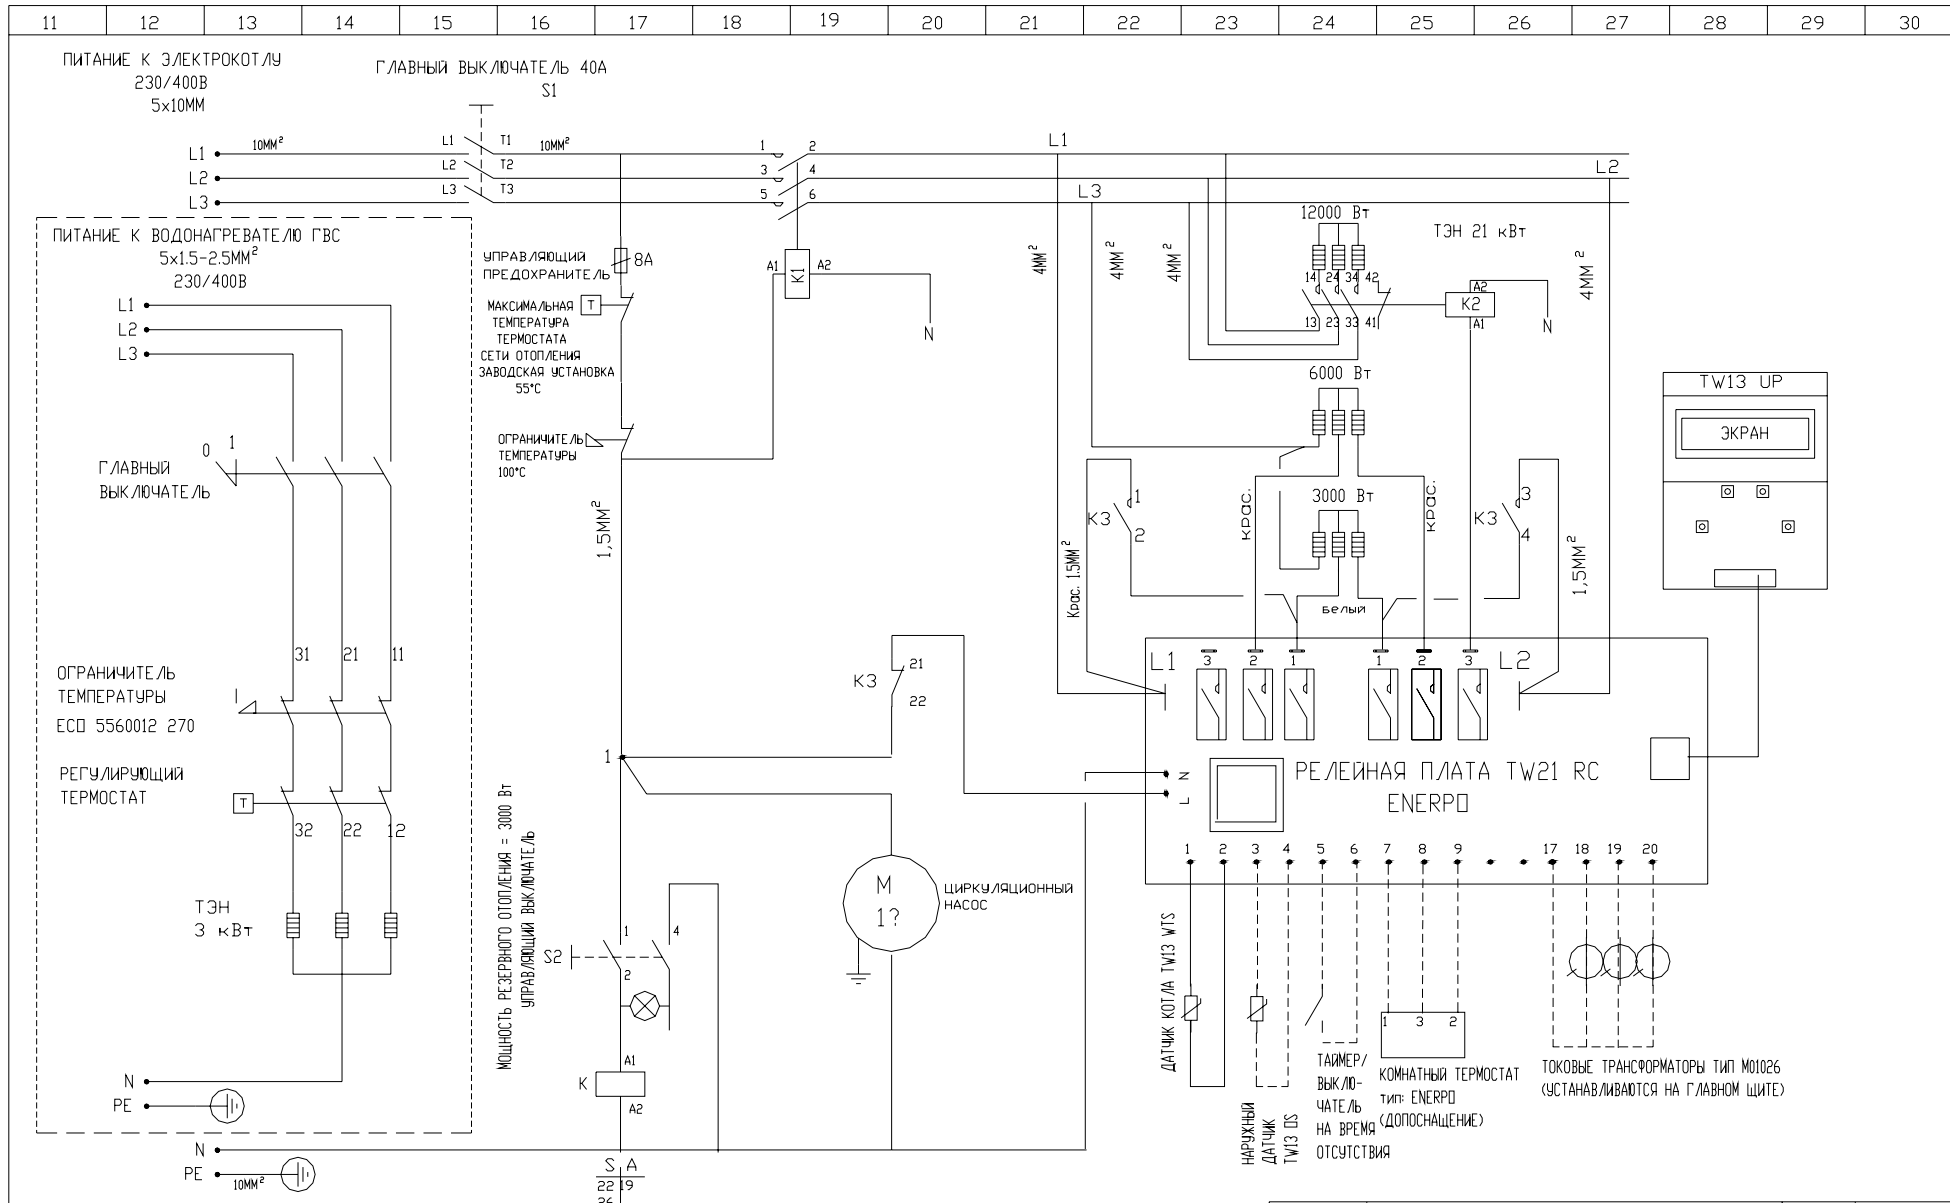 11 12 13 14 15 16 17 18 19 20 21 22 23 24 25 26 27 28 29 30
ПИТАНИЕ К ЭЛЕКТРОКОТЛУ
230/400В
5x10ММ
ГЛАВНЫЙ ВЫКЛЮЧАТЕЛЬ 40А
S1
L1 10ММ² L1 T1 10ММ² 1 2 L1
L2 L2 T2 3 4 L2
L3 L3 T3 5 6 L3
ПИТАНИЕ К ВОДОНАГРЕВАТЕЛЮ ГВС
5x1.5-2.5ММ²
230/400В
L1
L2
L3
0 1
ГЛАВНЫЙ
ВЫКЛЮЧАТЕЛЬ
31 21 11
ОГРАНИЧИТЕЛЬ
ТЕМПЕРАТУРЫ
ЕСО 5560012 270
РЕГУЛИРУЮЩИЙ
ТЕРМОСТАТ
T
32 22 12
ТЭН
3 кВт
N
PE
N
PE
10ММ²
УПРАВЛЯЮЩИЙ
ПРЕДОХРАНИТЕЛЬ
8А
МАКСИМАЛЬНАЯ
ТЕМПЕРАТУРА
ТЕРМОСТАТА
СЕТИ ОТОПЛЕНИЯ
ЗАВОДСКАЯ УСТАНОВКА
55°С
T
ОГРАНИЧИТЕЛЬ
ТЕМПЕРАТУРЫ
100°С
1,5ММ²
A1 K1 A2
N
1
МОЩНОСТЬ РЕЗЕРВНОГО ОТОПЛЕНИЯ = 3000 Вт
УПРАВЛЯЮЩИЙ ВЫКЛЮЧАТЕЛЬ
S2
1 4
2
A1
K
A2
S A
22 19
26
K3
21
22
M
1?
ЦИРКУЛЯЦИОННЫЙ
НАСОС
4ММ²
4ММ²
4ММ²
4ММ²
12000 Вт
ТЭН 21 кВт
14 24 34 42
13 23 33 41
A2
K2
A1
N
6000 Вт
3000 Вт
крас.
крас.
K3
1
2
K3
3
4
Крас. 1.5ММ²
1,5ММ²
белый
L1 3 2 1 1 2 3 L2
РЕЛЕЙНАЯ ПЛАТА TW21 RC
ENERPO
N
L
1 2 3 4 5 6 7 8 9 17 18 19 20
TW13 UP
ЭКРАН
ДАТЧИК КОТЛА TW13 WTS
НАРУЖНЫЙ
ДАТЧИК
TW13 OS
ТАЙМЕР/
ВЫКЛЮ-
ЧАТЕЛЬ
НА ВРЕМЯ
ОТСУТСТВИЯ
1 3 2
КОМНАТНЫЙ ТЕРМОСТАТ
тип: ENERPO
(ДОПОСНАЩЕНИЕ)
ТОКОВЫЕ ТРАНСФОРМАТОРЫ ТИП М01026
(УСТАНАВЛИВАЮТСЯ НА ГЛАВНОМ ЩИТЕ)